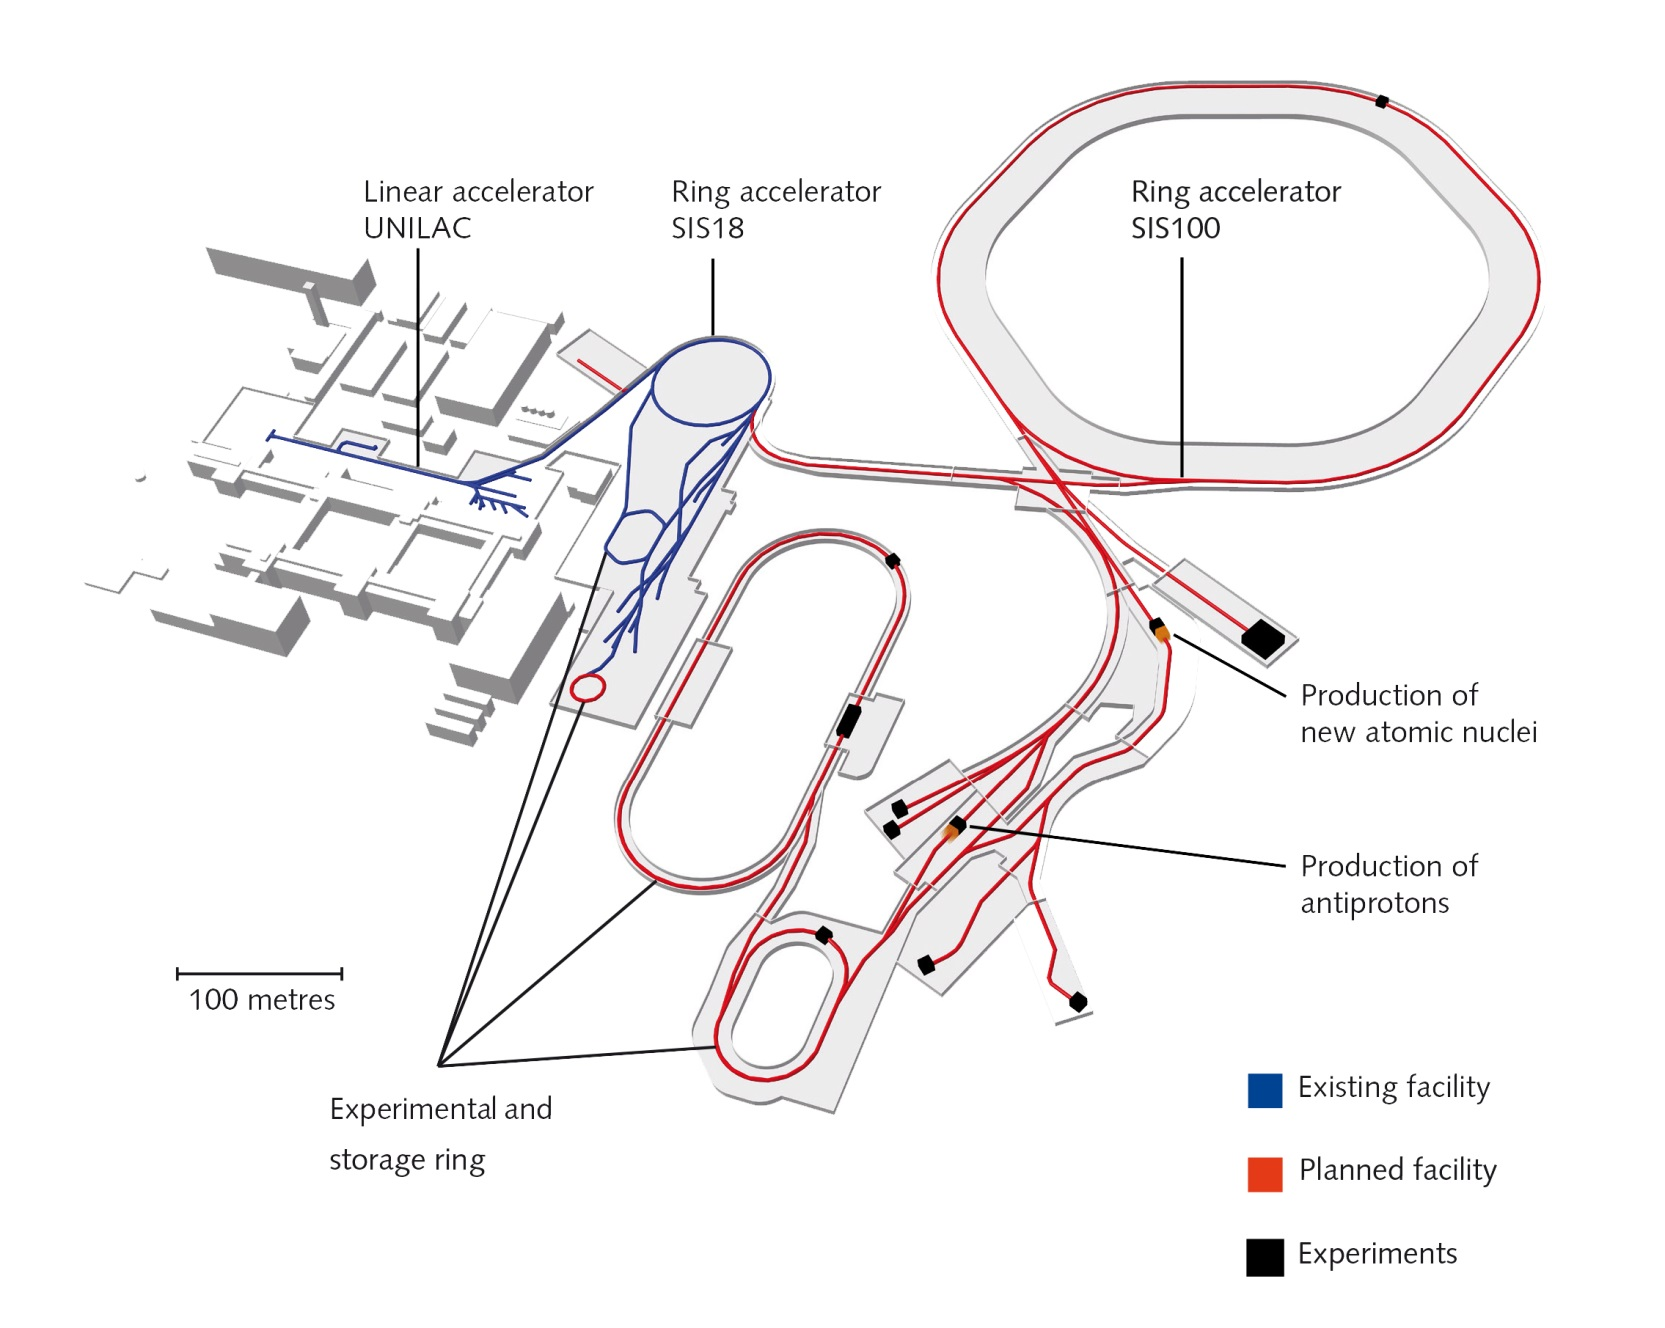 Linear accelerator
UNILAC
Ring accelerator
SIS18
Ring accelerator
SIS100
Production of
new atomic nuclei
Production of
antiprotons
100 metres
Experimental and
storage ring
Existing facility
Planned facility
Experiments